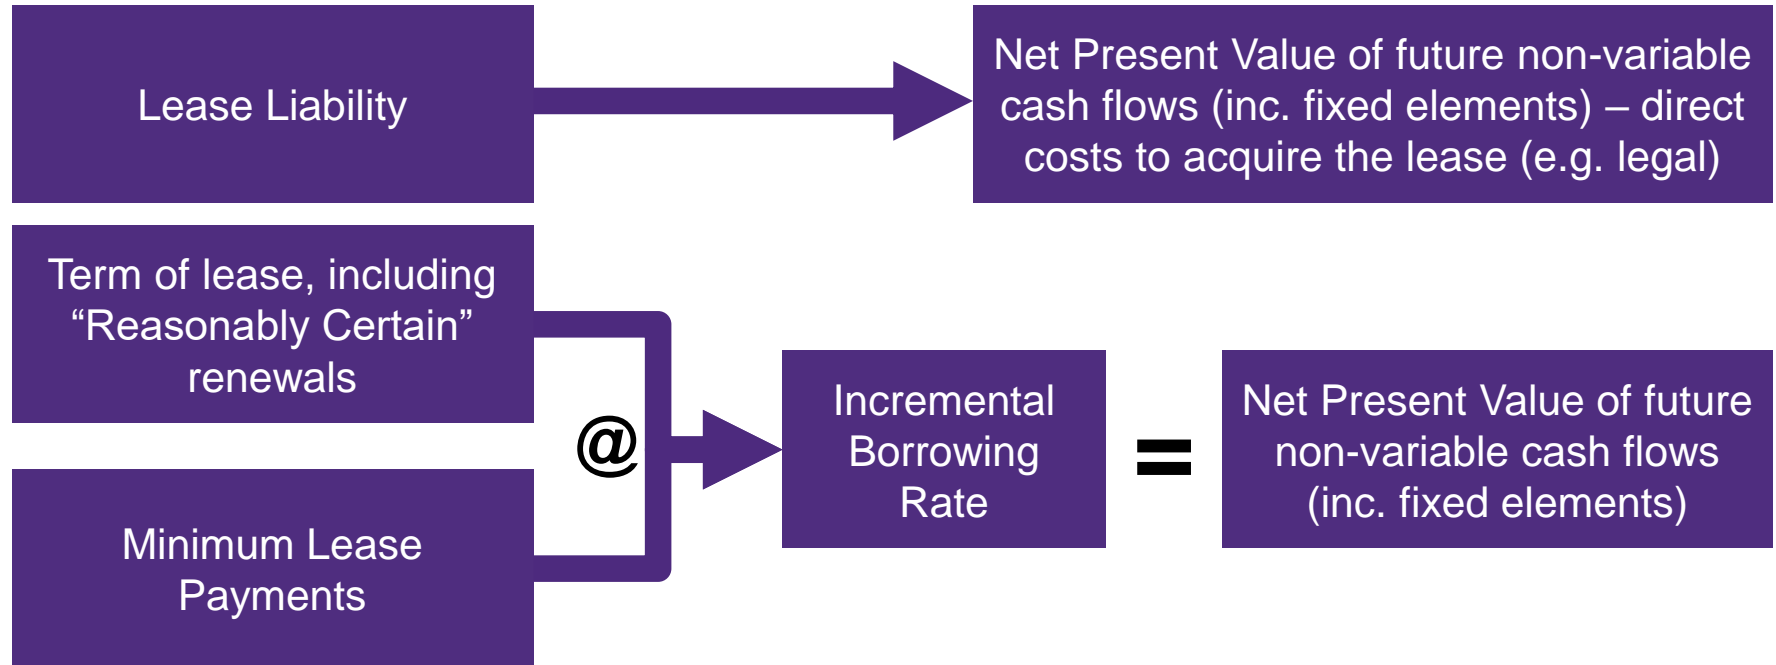 Lease Liability
Net Present Value of future non-variable
cash flows (inc. fixed elements) – direct
costs to acquire the lease (e.g. legal)
Term of lease, including
“Reasonably Certain”
renewals
@
Minimum Lease
Payments
Incremental
Borrowing
Rate
=
Net Present Value of future
non-variable cash flows
(inc. fixed elements)